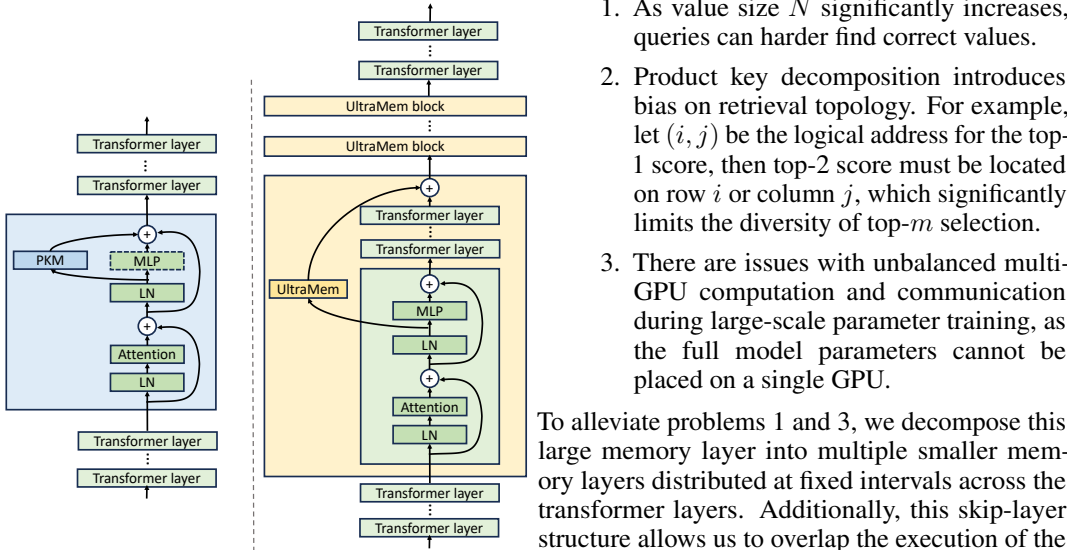 Transformer layer
Transformer layer
PKM
MLP
LN
Attention
LN
Transformer layer
Transformer layer
Transformer layer
Transformer layer
UltraMem block
UltraMem block
Transformer layer
Transformer layer
UltraMem
MLP
LN
Attention
LN
Transformer layer
Transformer layer
1. As value size N significantly increases,
queries can harder find correct values.
2. Product key decomposition introduces
bias on retrieval topology. For example,
let (i, j) be the logical address for the top-
1 score, then top-2 score must be located
on row i or column j, which significantly
limits the diversity of top-m selection.
3. There are issues with unbalanced multi-
GPU computation and communication
during large-scale parameter training, as
the full model parameters cannot be
placed on a single GPU.
To alleviate problems 1 and 3, we decompose this
large memory layer into multiple smaller mem-
ory layers distributed at fixed intervals across the
transformer layers. Additionally, this skip-layer
structure allows us to overlap the execution of the